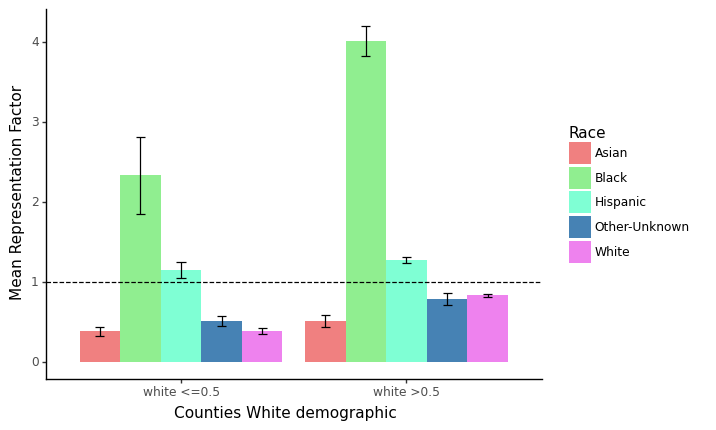 4
3
2
1
0
Mean Representation Factor
white <=0.5
white >0.5
Counties White demographic
Race
Asian
Black
Hispanic
Other-Unknown
White